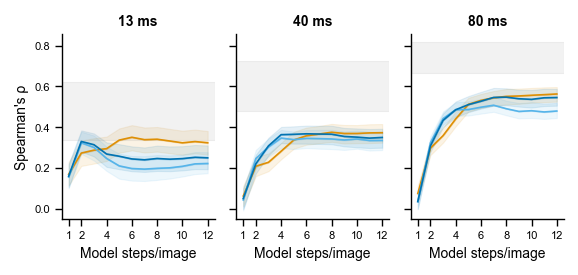 13 ms 40 ms 80 ms
Spearman's ρ
0.8
0.6
0.4
0.2
0.0
1 2 4 6 8 10 12 1 2 4 6 8 10 12 1 2 4 6 8 10 12
Model steps/image Model steps/image Model steps/image